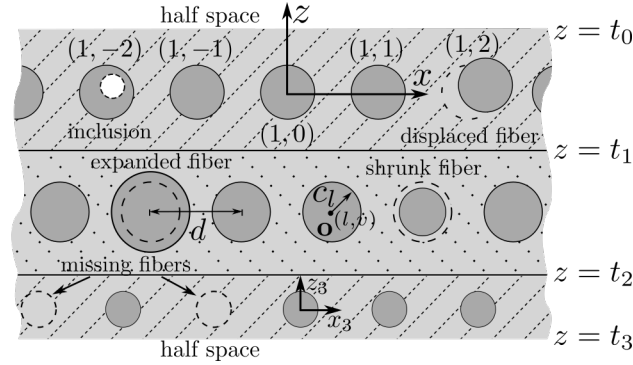 half space
z
z = t₀
(1, −2) (1, −1) (1, 1) (1, 2)
x
(1, 0)
inclusion
displaced fiber
z = t₁
expanded fiber
shrunk fiber
c_l
d
o^(l,v)
z = t₂
missing fibers
z₃
x₃
half space
z = t₃